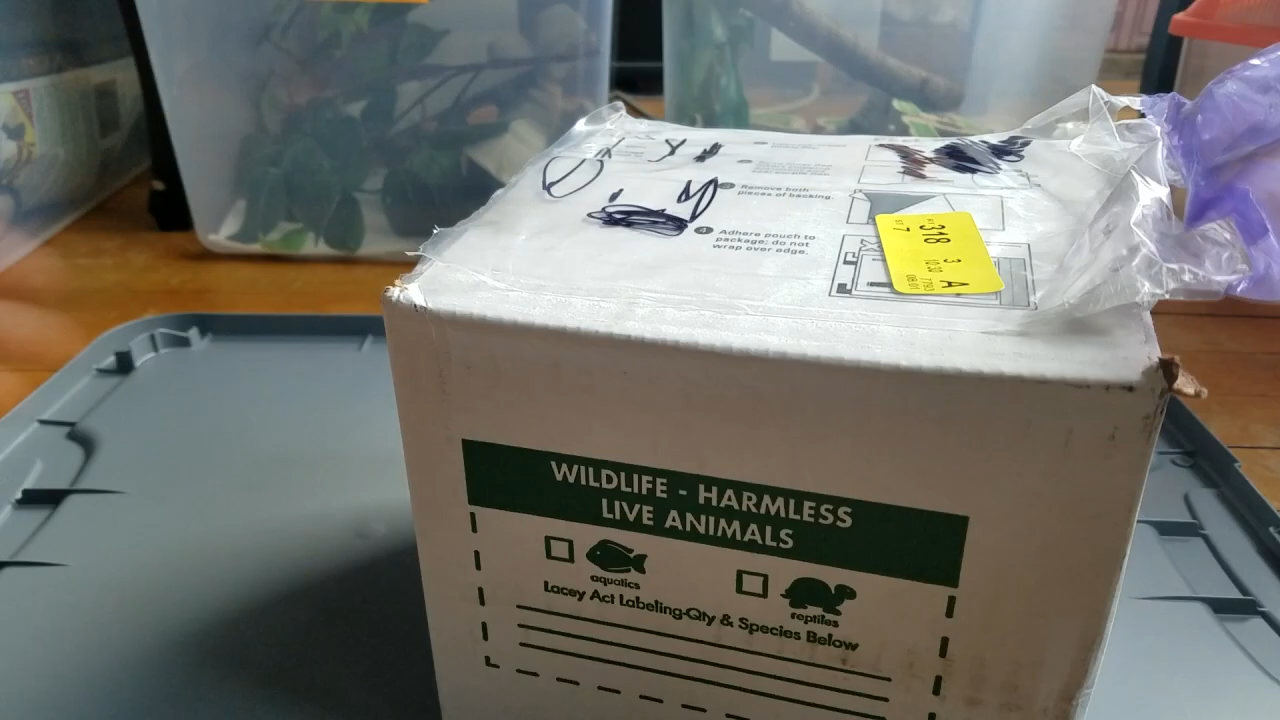 Remove both
pieces of backing.
Adhere pouch to
package; do not
wrap over edge.
318
3
A
7
WILDLIFE - HARMLESS
LIVE ANIMALS
aquatics
reptiles
Lacey Act Labeling-Qty & Species Below